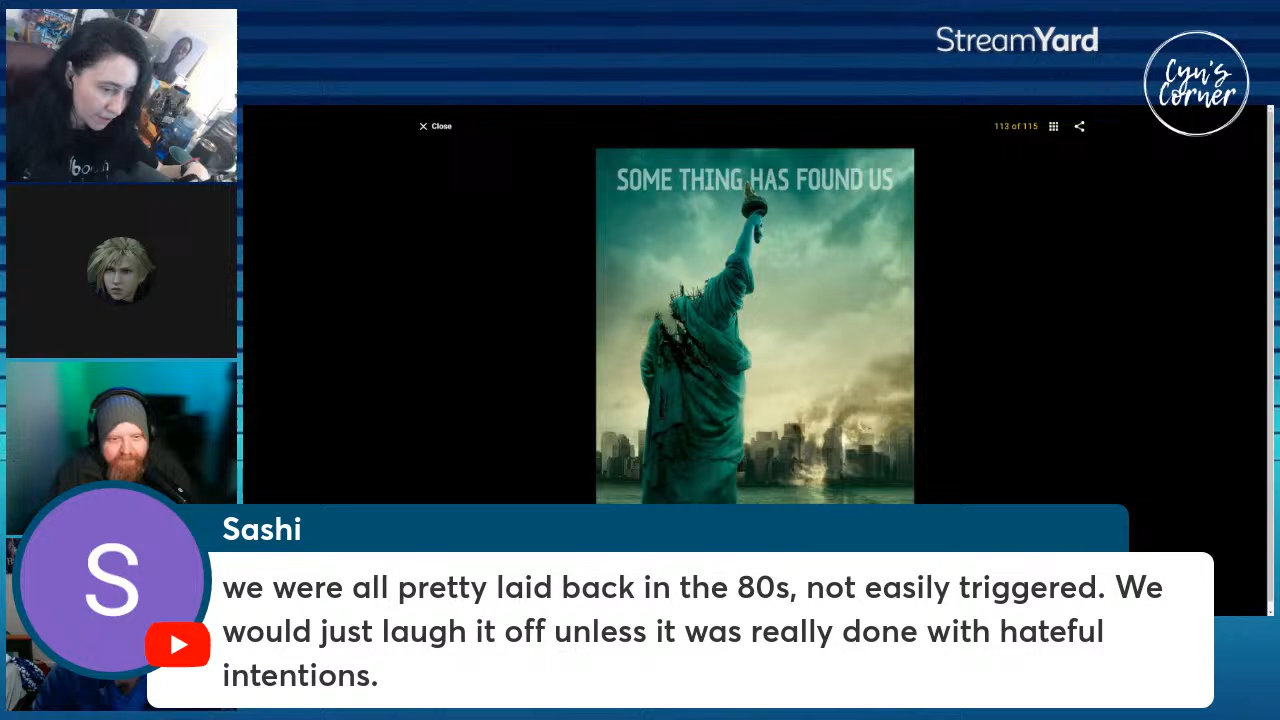 StreamYard
Cyn's
Corner
Close
113 of 115
SOME THING HAS FOUND US
Sashi
S
we were all pretty laid back in the 80s, not easily triggered. We
would just laugh it off unless it was really done with hateful
intentions.